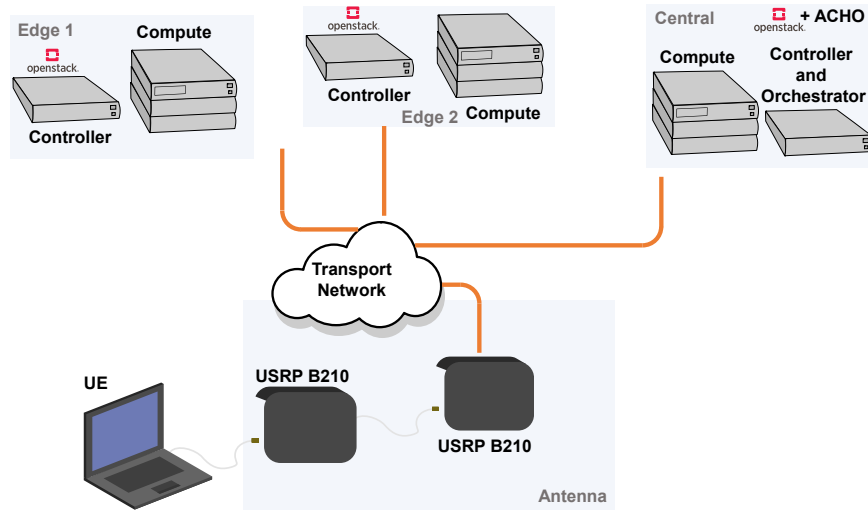 Edge 1
Compute
openstack.
Controller
openstack.
Controller
Compute
Edge 2
Central
openstack.
+ ACHO
Compute
Controller
and
Orchestrator
Transport
Network
UE
USRP B210
USRP B210
Antenna